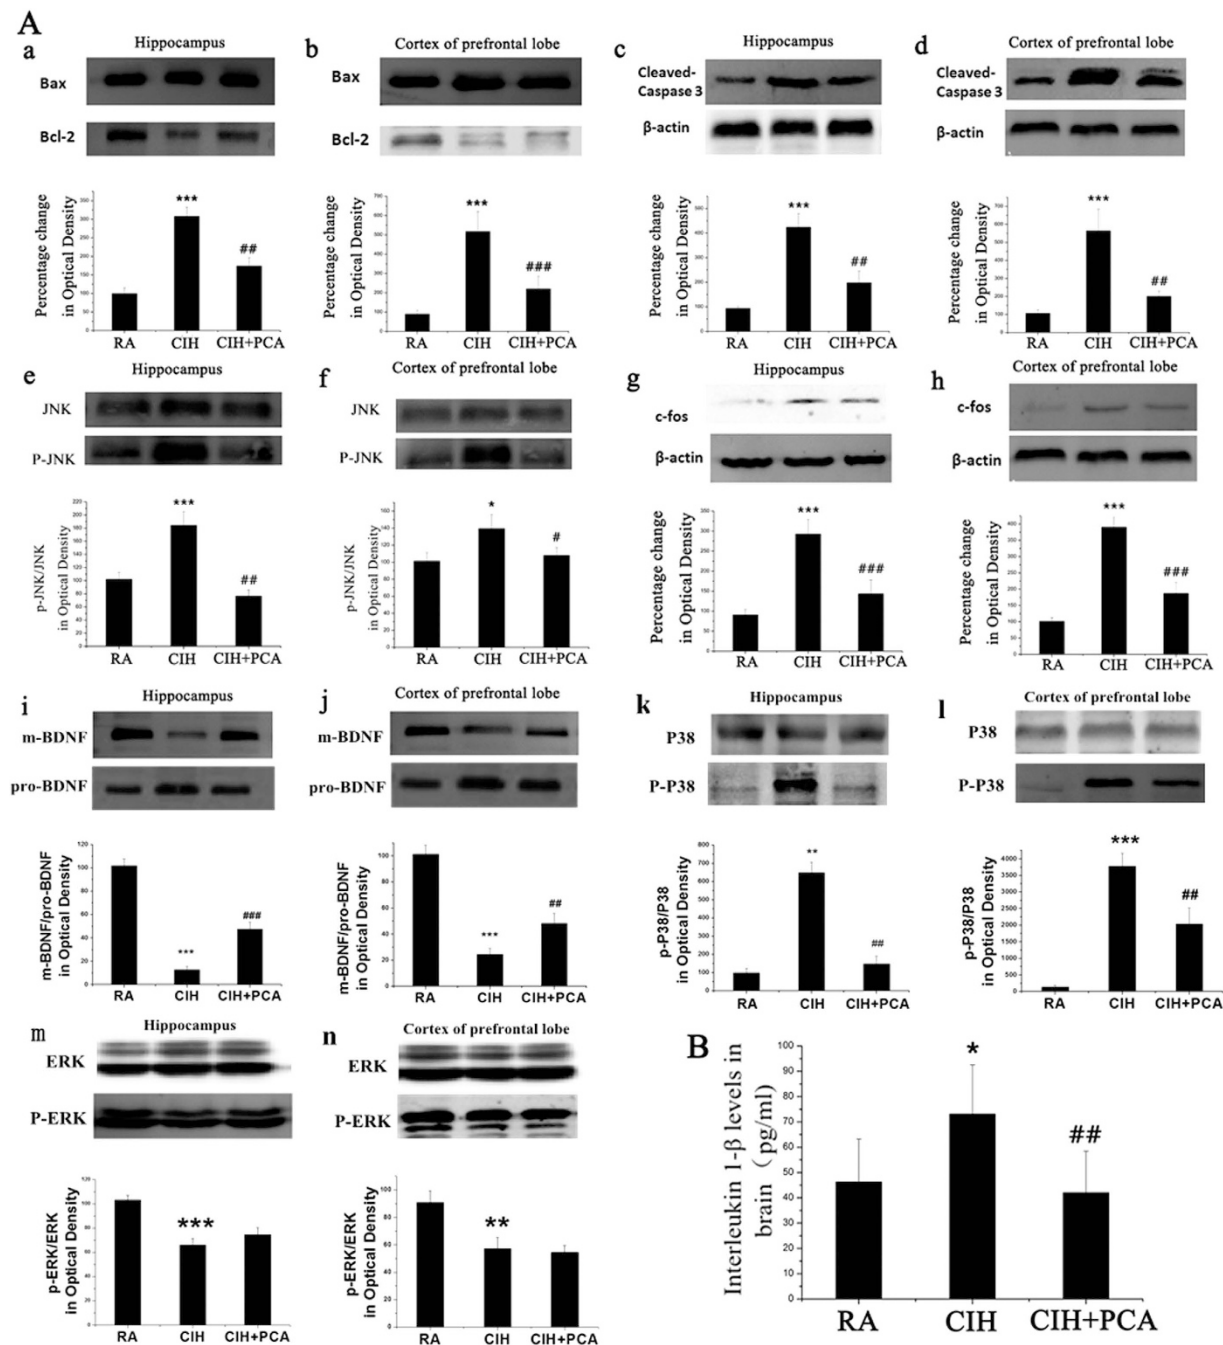 A
a
Hippocampus
Bax
Bcl-2
Percentage change
in Optical Density
***
##
RA CIH CIH+PCA
b
Cortex of prefrontal lobe
Bax
Bcl-2
Percentage change
in Optical Density
***
###
RA CIH CIH+PCA
c
Hippocampus
Cleaved-
Caspase 3
β-actin
Percentage change
in Optical Density
***
##
RA CIH CIH+PCA
d
Cortex of prefrontal lobe
Cleaved-
Caspase 3
β-actin
Percentage change
in Optical Density
***
##
RA CIH CIH+PCA
e
Hippocampus
JNK
P-JNK
p-JNK/JNK
in Optical Density
***
##
RA CIH CIH+PCA
f
Cortex of prefrontal lobe
JNK
P-JNK
p-JNK/JNK
in Optical Density
*
#
RA CIH CIH+PCA
g
Hippocampus
c-fos
β-actin
Percentage change
in Optical Density
***
###
RA CIH CIH+PCA
h
Cortex of prefrontal lobe
c-fos
β-actin
Percentage change
in Optical Density
***
###
RA CIH CIH+PCA
i
Hippocampus
m-BDNF
pro-BDNF
m-BDNF/pro-BDNF
in Optical Density
***
###
RA CIH CIH+PCA
j
Cortex of prefrontal lobe
m-BDNF
pro-BDNF
m-BDNF/pro-BDNF
in Optical Density
***
##
RA CIH CIH+PCA
k
Hippocampus
P38
P-P38
p-P38/P38
in Optical Density
**
##
RA CIH CIH+PCA
l
Cortex of prefrontal lobe
P38
P-P38
p-P38/P38
in Optical Density
***
##
RA CIH CIH+PCA
m
Hippocampus
ERK
P-ERK
p-ERK/ERK
in Optical Density
***
RA CIH CIH+PCA
n
Cortex of prefrontal lobe
ERK
P-ERK
p-ERK/ERK
in Optical Density
**
RA CIH CIH+PCA
B
Interleukin 1-β levels in
brain (pg/ml)
100
90
80
70
60
50
40
30
20
10
0
*
##
RA CIH CIH+PCA